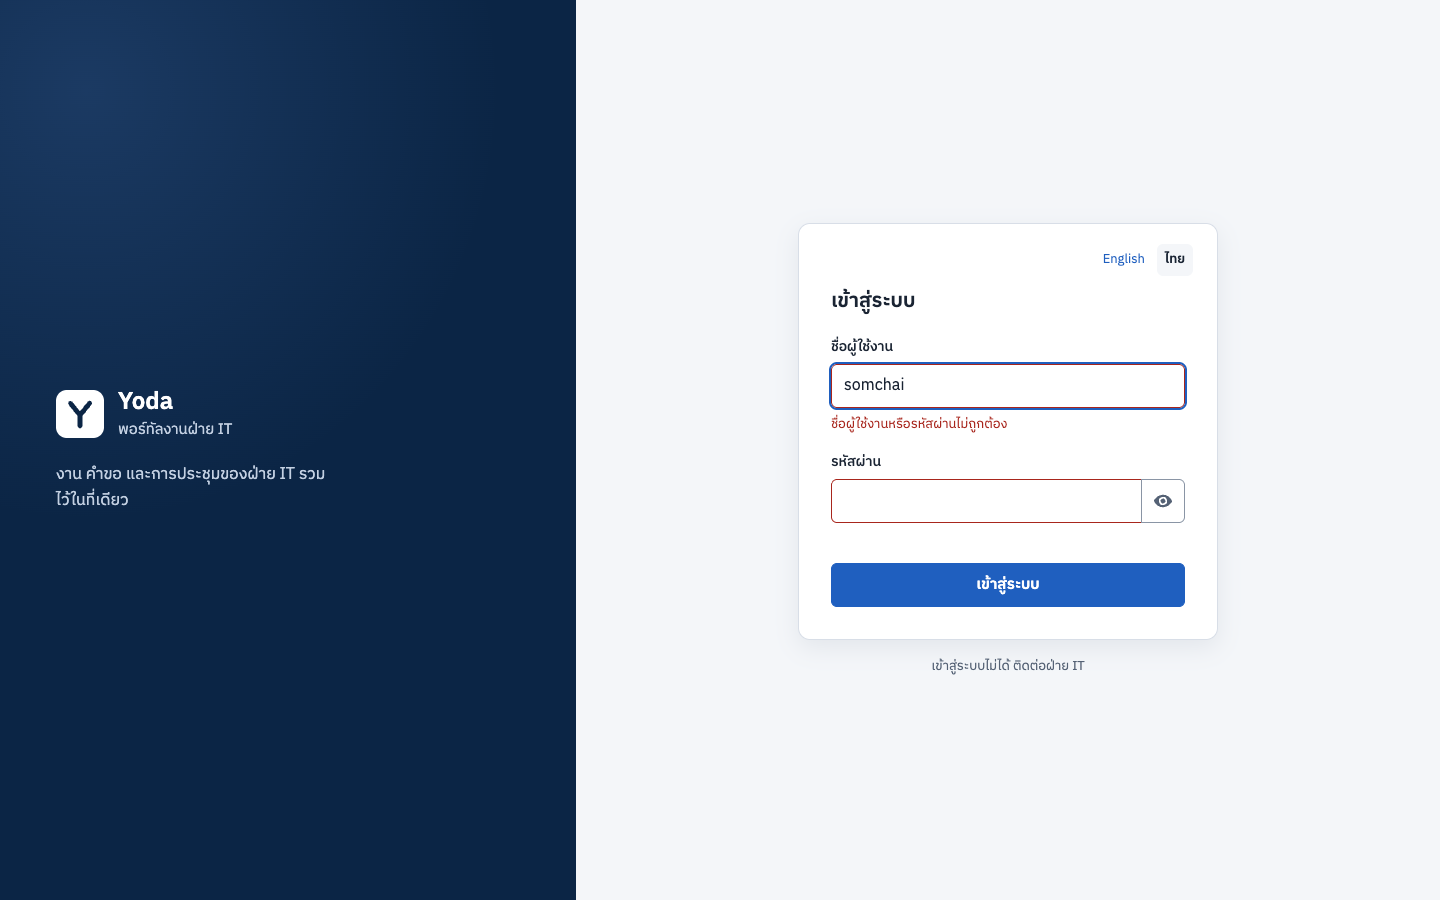 Y
Yoda
พอร์ทัลงานฝ่าย IT
งาน คำขอ และการประชุมของฝ่าย IT รวม
ไว้ในที่เดียว
English ไทย
เข้าสู่ระบบ
ชื่อผู้ใช้งาน
somchai
ชื่อผู้ใช้งานหรือรหัสผ่านไม่ถูกต้อง
รหัสผ่าน
เข้าสู่ระบบ
เข้าสู่ระบบไม่ได้ ติดต่อฝ่าย IT